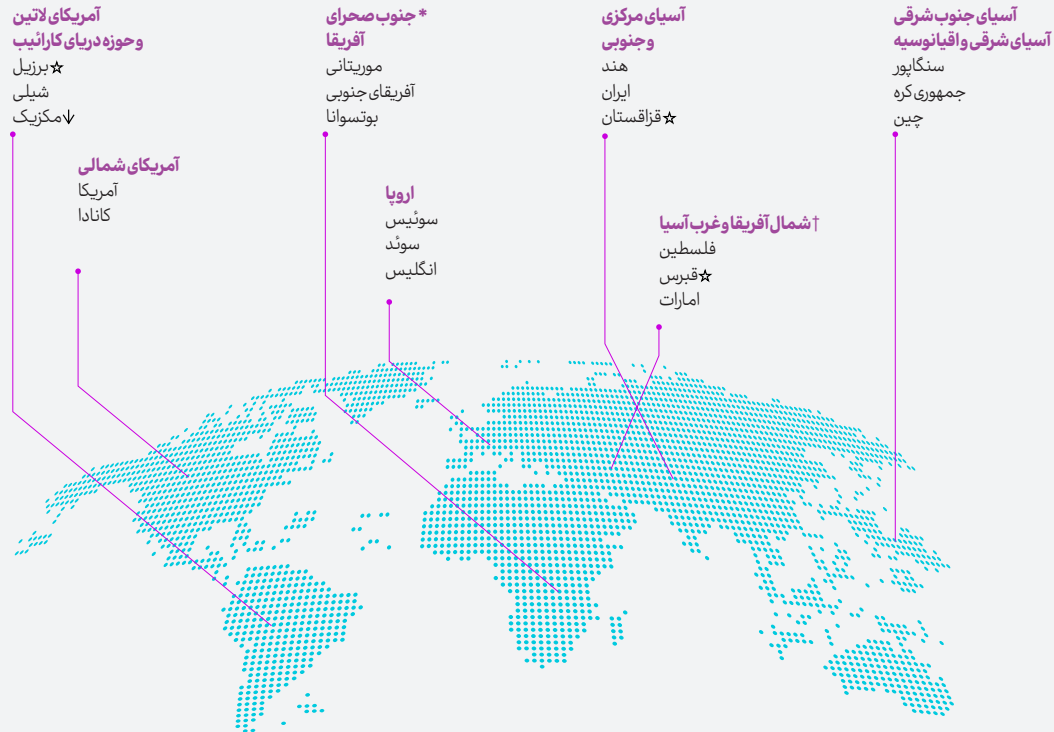 آسیای جنوب شرقی
آسیای شرقی و اقیانوسیه
سنگاپور
جمهوری کره
چین
آسیای مرکزی
و جنوبی
هند
ایران
☆قزاقستان
* جنوب صحرای
آفریقا
موریتانی
آفریقای جنوبی
بوتسوانا
آمریکای لاتین
و حوزه دریای کارائیب
☆برزیل
شیلی
↓مکزیک
† شمال آفریقا و غرب آسیا
فلسطین
☆قبرس
امارات
اروپا
سوئیس
سوئد
انگلیس
آمریکای شمالی
آمریکا
کانادا